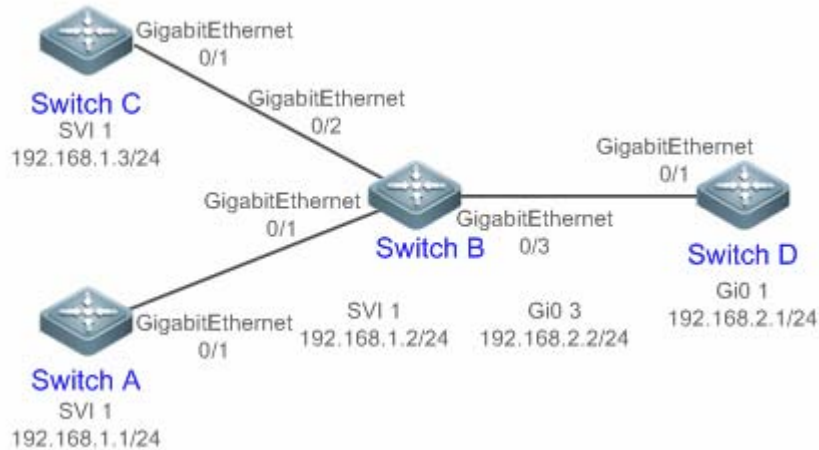 GigabitEthernet
0/1
Switch C
SVI 1
192.168.1.3/24
GigabitEthernet
0/2
GigabitEthernet
0/1
GigabitEthernet
0/1
Switch B
GigabitEthernet
0/3
Switch D
Gi0 1
192.168.2.1/24
SVI 1
192.168.1.2/24
Gi0 3
192.168.2.2/24
GigabitEthernet
0/1
Switch A
SVI 1
192.168.1.1/24